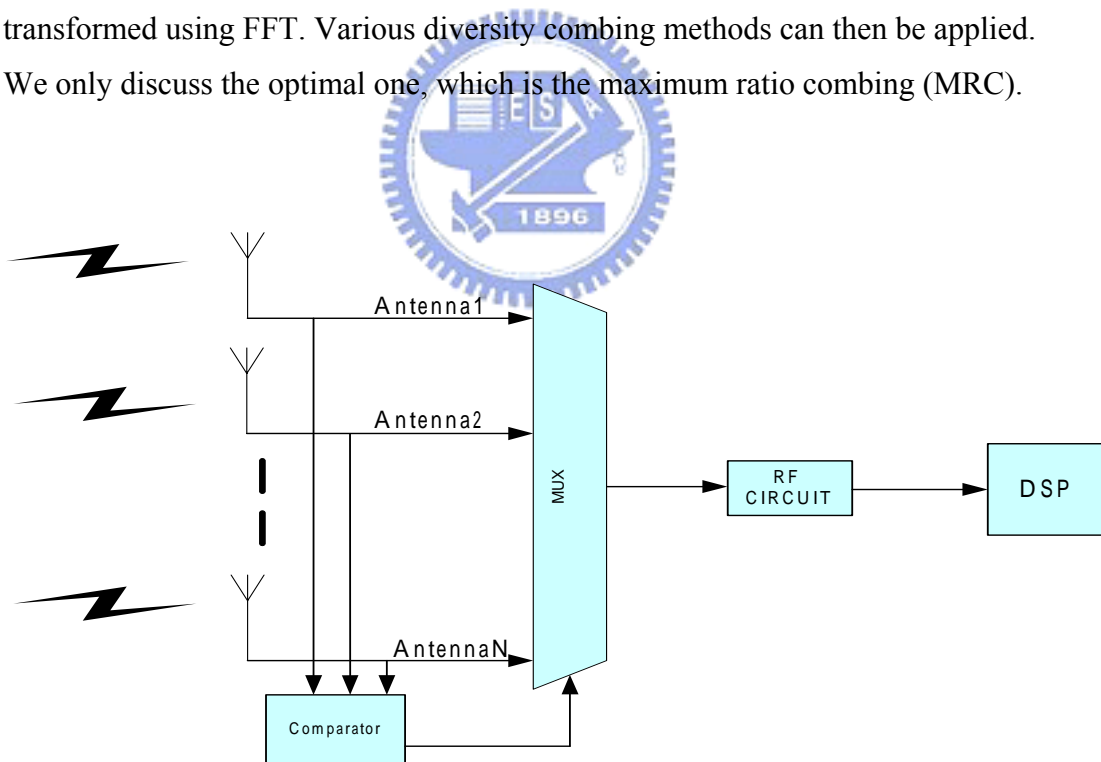 transformed using FFT. Various diversity combing methods can then be applied.
We only discuss the optimal one, which is the maximum ratio combing (MRC).
E S A
1896
Antenna1
Antenna2
MUX
RF
CIRCUIT
DSP
AntennaN
Comparator